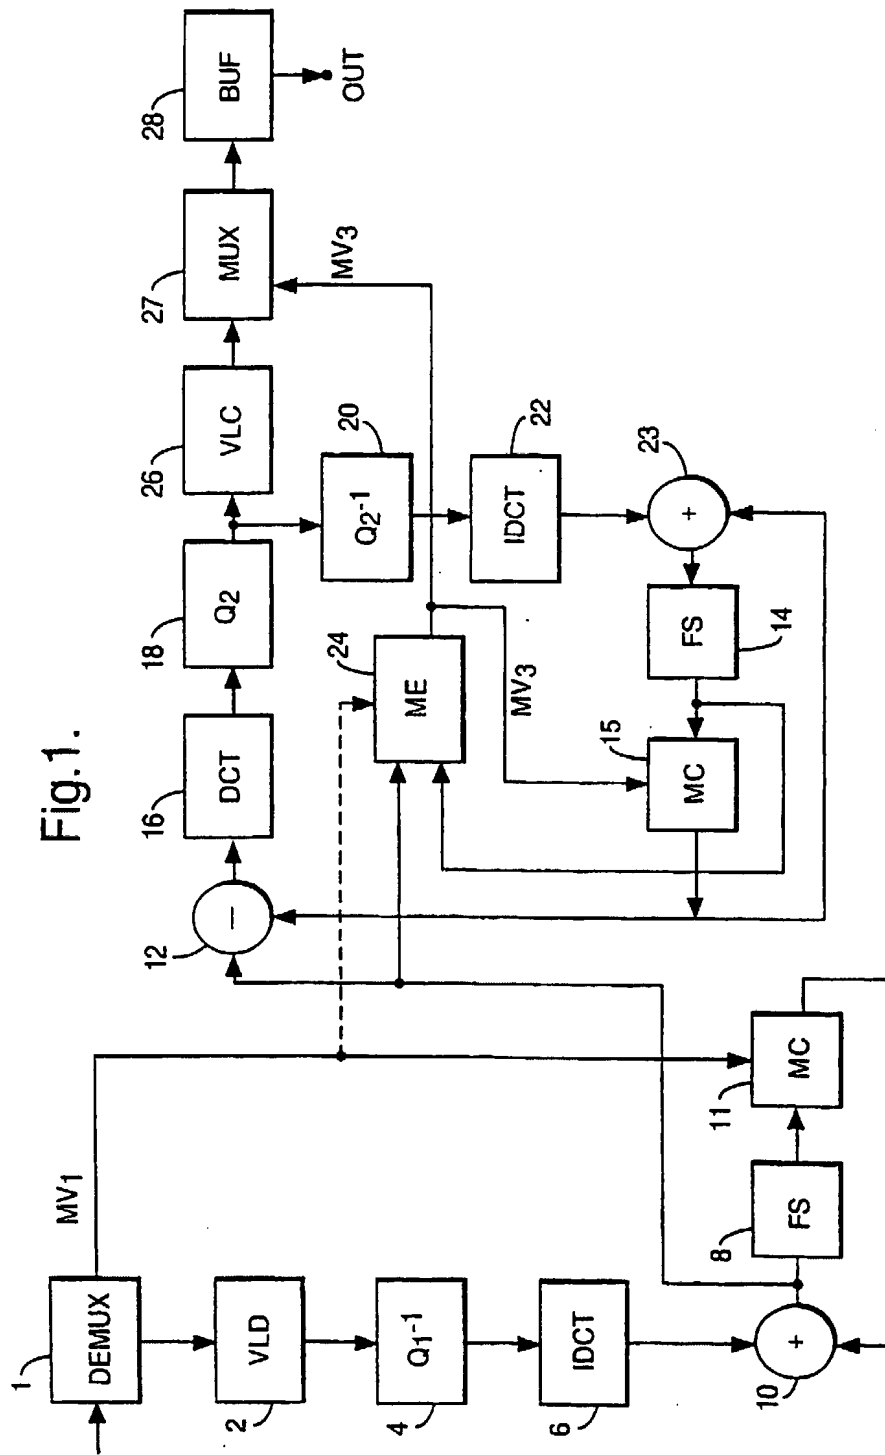 Fig.1.
1
DEMUX
MV1
2
VLD
4
Q1-1
6
IDCT
10
+
8
FS
11
MC
12
–
16
DCT
18
Q2
26
VLC
27
MUX
28
BUF
OUT
MV3
20
Q2-1
22
IDCT
23
+
24
ME
MV3
14
FS
15
MC